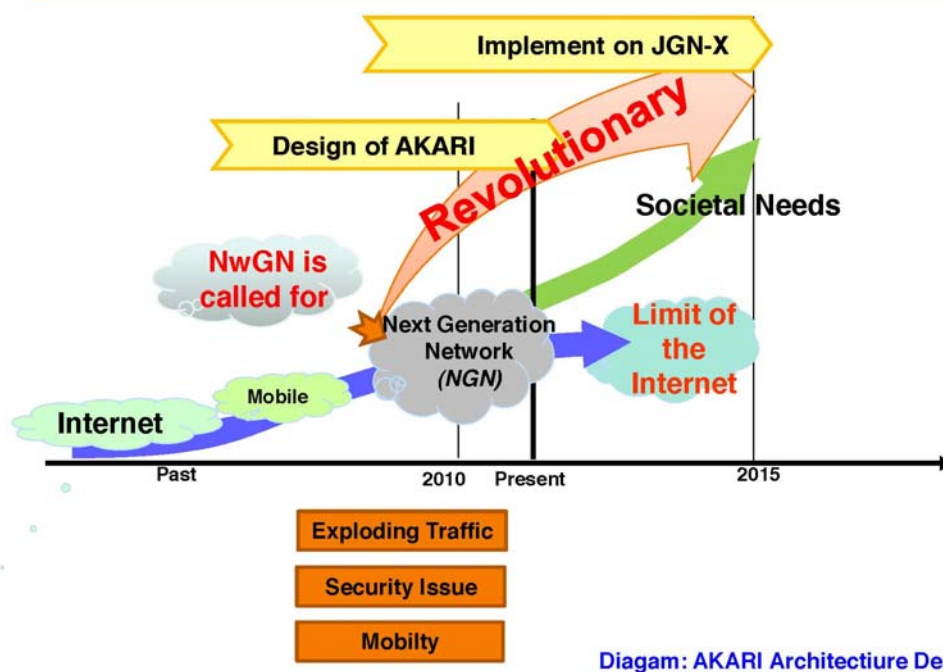 Implement on JGN-X
Design of AKARI
Revolutionary
Societal Needs
NwGN is
called for
Next Generation
Network
(NGN)
Limit of
the
Internet
Mobile
Internet
Past
2010
Present
2015
Exploding Traffic
Security Issue
Mobilty
Diagam: AKARI Architectiure De